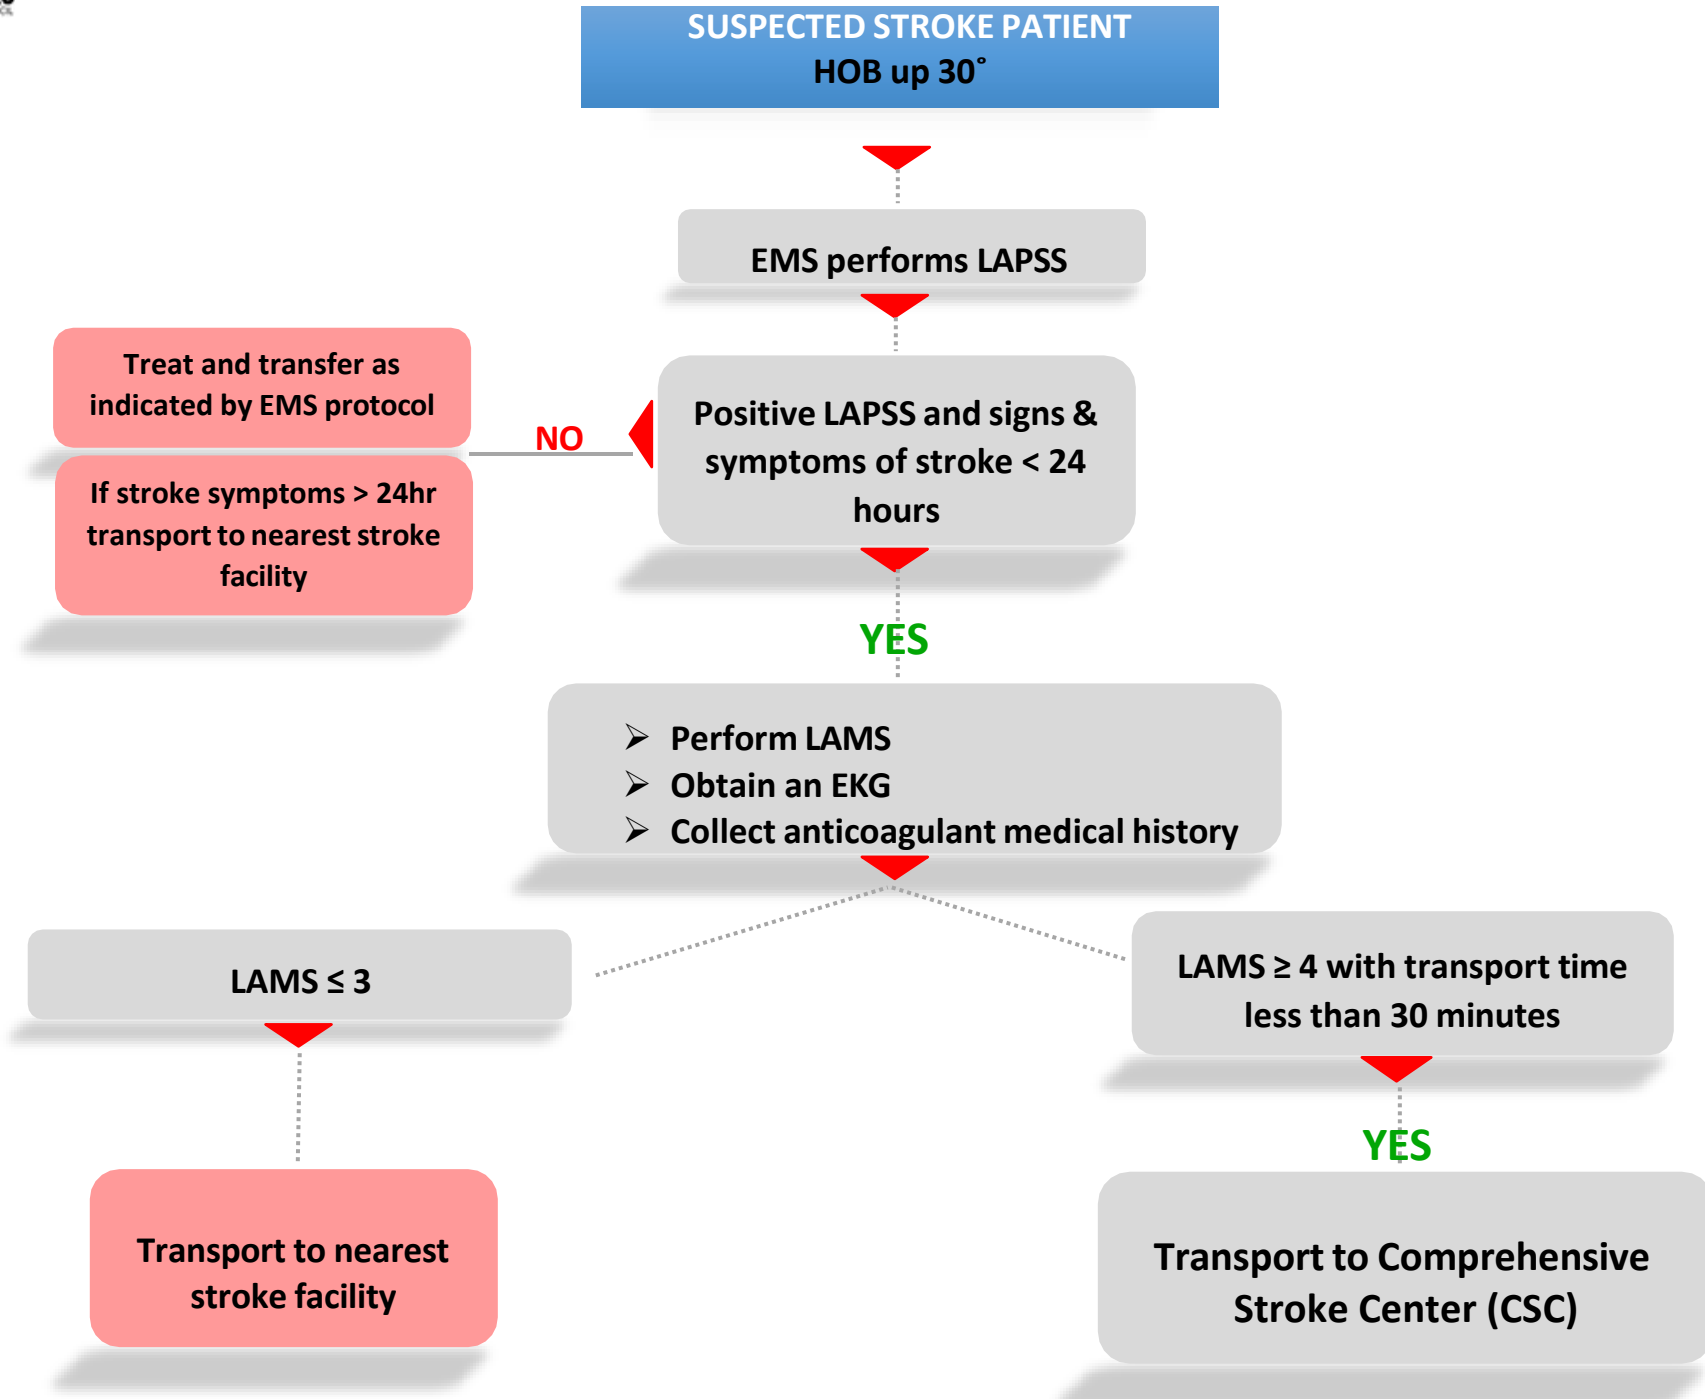 SUSPECTED STROKE PATIENT
HOB up 30°
EMS performs LAPSS
Treat and transfer as
indicated by EMS protocol
NO
Positive LAPSS and signs &
symptoms of stroke < 24
hours
If stroke symptoms > 24hr
transport to nearest stroke
facility
YES
➢ Perform LAMS
➢ Obtain an EKG
➢ Collect anticoagulant medical history
LAMS ≤ 3
LAMS ≥ 4 with transport time
less than 30 minutes
YES
Transport to nearest
stroke facility
Transport to Comprehensive
Stroke Center (CSC)